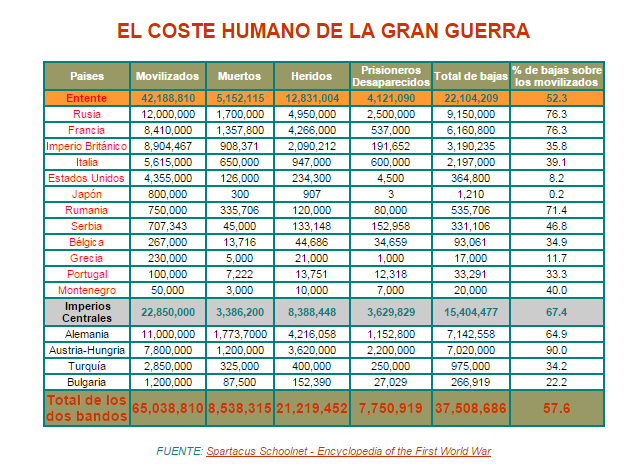 EL COSTE HUMANO DE LA GRAN GUERRA
Paises Movilizados Muertos Heridos Prisioneros Desaparecidos Total de bajas % de bajas sobre los movilizados
Entente 42,188,810 5,152,115 12,831,004 4,121,090 22,104,209 52.3
Rusia 12,000,000 1,700,000 4,950,000 2,500,000 9,150,000 76.3
Francia 8,410,000 1,357,800 4,266,000 537,000 6,160,800 76.3
Imperio Británico 8,904,467 908,371 2,090,212 191,652 3,190,235 35.8
Italia 5,615,000 650,000 947,000 600,000 2,197,000 39.1
Estados Unidos 4,355,000 126,000 234,300 4,500 364,800 8.2
Japón 800,000 300 907 3 1,210 0.2
Rumania 750,000 335,706 120,000 80,000 535,706 71.4
Serbia 707,343 45,000 133,148 152,958 331,106 46.8
Bélgica 267,000 13,716 44,686 34,659 93,061 34.9
Grecia 230,000 5,000 21,000 1,000 17,000 11.7
Portugal 100,000 7,222 13,751 12,318 33,291 33.3
Montenegro 50,000 3,000 10,000 7,000 20,000 40.0
Imperios Centrales 22,850,000 3,386,200 8,388,448 3,629,829 15,404,477 67.4
Alemania 11,000,000 1,773,7000 4,216,058 1,152,800 7,142,558 64.9
Austria-Hungria 7,800,000 1,200,000 3,620,000 2,200,000 7,020,000 90.0
Turquía 2,850,000 325,000 400,000 250,000 975,000 34.2
Bulgaria 1,200,000 87,500 152,390 27,029 266,919 22.2
Total de los dos bandos 65,038,810 8,538,315 21,219,452 7,750,919 37,508,686 57.6
FUENTE: Spartacus Schoolnet - Encyclopedia of the First World War